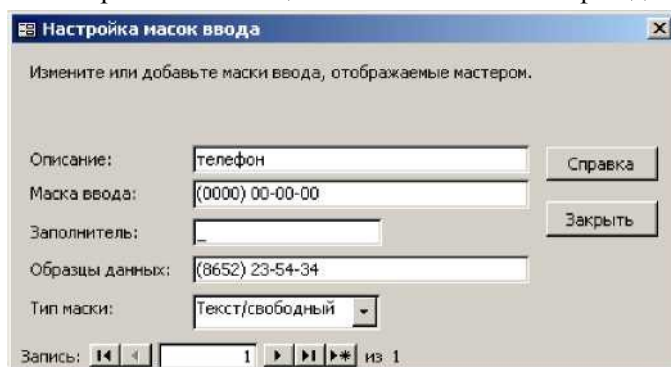 Настройка масок ввода
Измените или добавьте маски ввода, отображаемые мастером.
Описание: телефон Справка
Маска ввода: (0000) 00-00-00
Заполнитель: _ Закрыть
Образцы данных: (8652) 23-54-34
Тип маски: Текст/свободный
Запись: 1 из 1